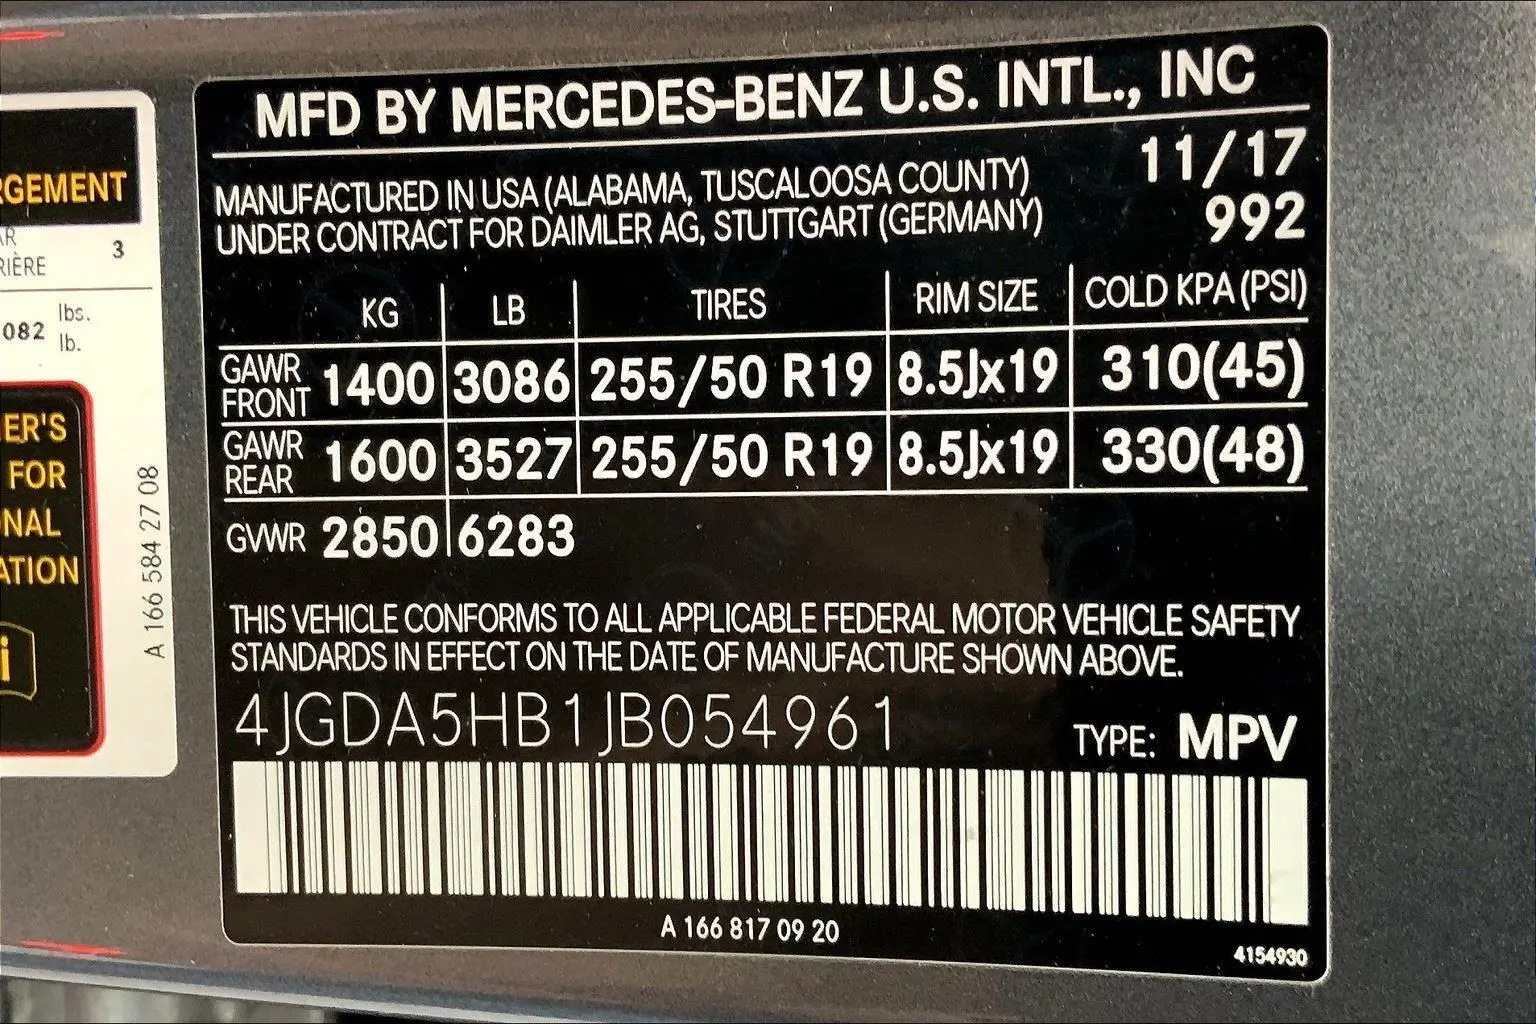 RGEMENT
AR
RIÈRE 3
082 lbs.
lb.
ER'S
FOR
ONAL
ATION
i
A 166 584 27 08
MFD BY MERCEDES-BENZ U.S. INTL., INC
MANUFACTURED IN USA (ALABAMA, TUSCALOOSA COUNTY) 11/17
UNDER CONTRACT FOR DAIMLER AG, STUTTGART (GERMANY) 992
KG LB TIRES RIM SIZE COLD KPA (PSI)
GAWR FRONT 1400 3086 255/50 R19 8.5Jx19 310(45)
GAWR REAR 1600 3527 255/50 R19 8.5Jx19 330(48)
GVWR 2850 6283
THIS VEHICLE CONFORMS TO ALL APPLICABLE FEDERAL MOTOR VEHICLE SAFETY
STANDARDS IN EFFECT ON THE DATE OF MANUFACTURE SHOWN ABOVE.
4JGDA5HB1JB054961 TYPE: MPV
A 166 817 09 20
4154930